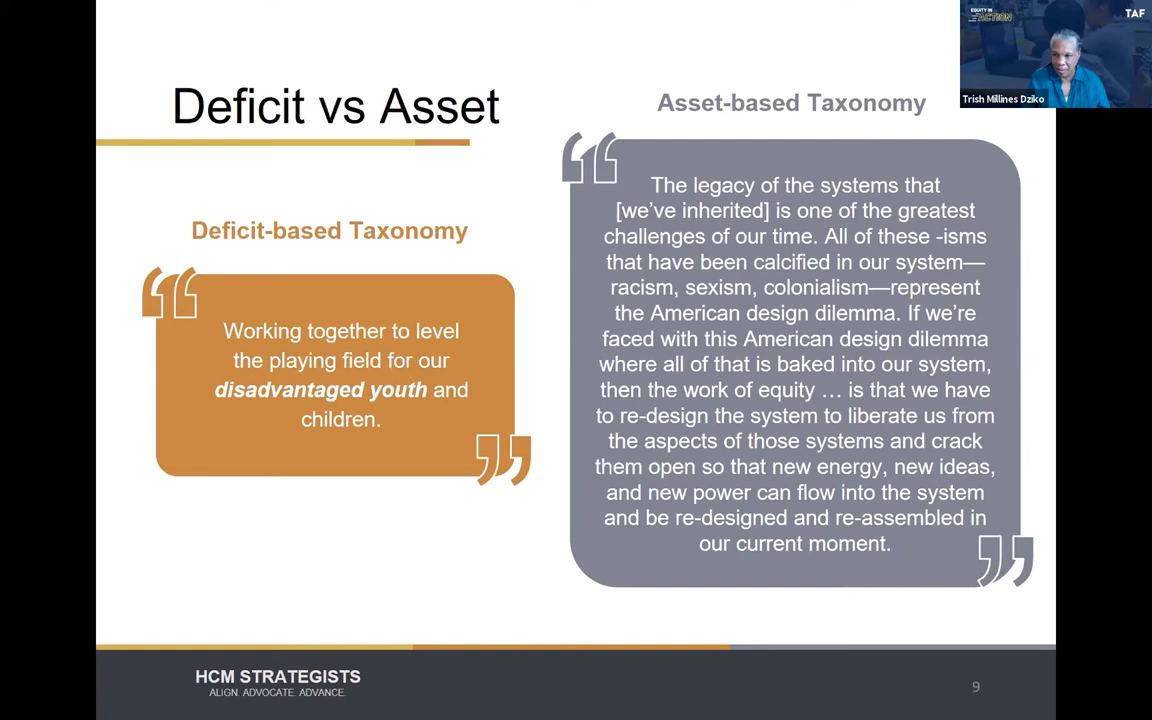 Deficit vs Asset
Deficit-based Taxonomy
Working together to level
the playing field for our
disadvantaged youth and
children.
Asset-based Taxonomy
The legacy of the systems that
[we’ve inherited] is one of the greatest
challenges of our time. All of these -isms
that have been calcified in our system—
racism, sexism, colonialism—represent
the American design dilemma. If we’re
faced with this American design dilemma
where all of that is baked into our system,
then the work of equity … is that we have
to re-design the system to liberate us from
the aspects of those systems and crack
them open so that new energy, new ideas,
and new power can flow into the system
and be re-designed and re-assembled in
our current moment.
EQUITY IN
ACTION
TAF
Trish Millines Dziko
HCM STRATEGISTS
ALIGN. ADVOCATE. ADVANCE.
9